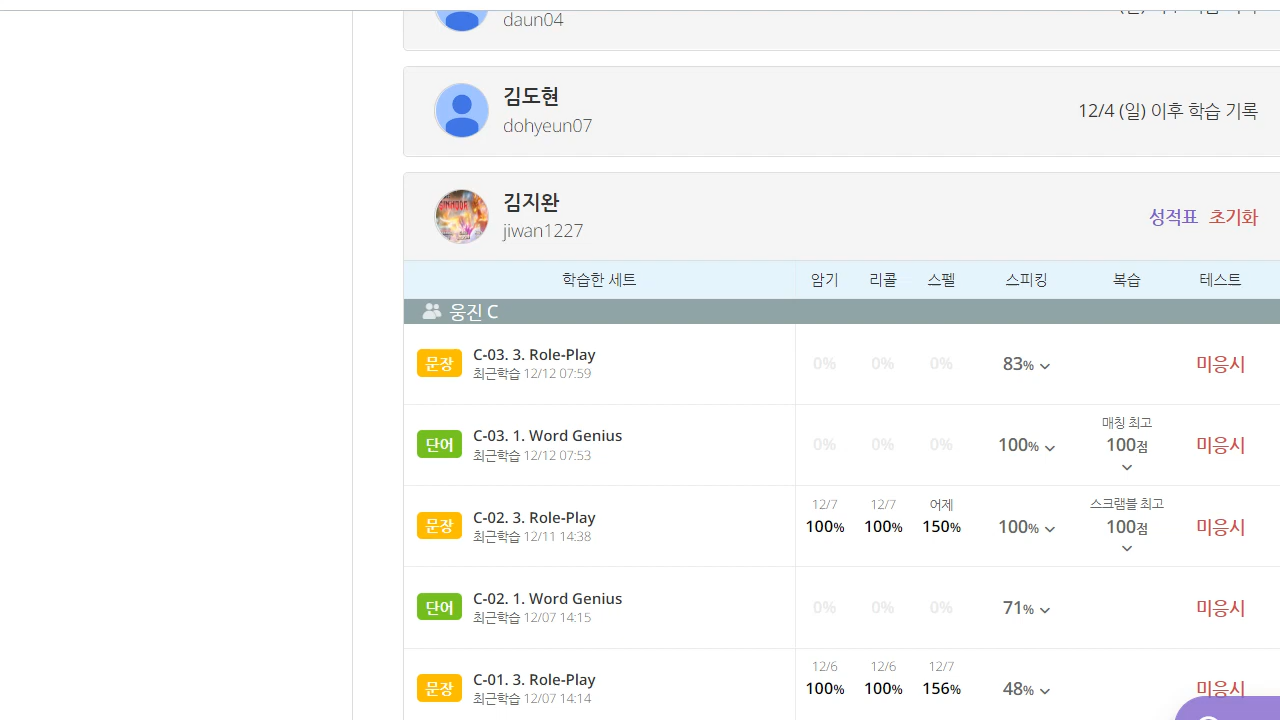 daun04
김도현
dohyeun07
12/4 (일) 이후 학습 기록
김지완
jiwan1227
성적표 초기화
학습한 세트 암기 리콜 스펠 스피킹 복습 테스트
웅진 C
문장 C-03. 3. Role-Play
최근학습 12/12 07:59
0% 0% 0% 83% 미응시
단어 C-03. 1. Word Genius
최근학습 12/12 07:53
0% 0% 0% 100% 매칭 최고
100점 미응시
문장 C-02. 3. Role-Play
최근학습 12/11 14:38
12/7 12/7 어제 스크램블 최고
100% 100% 150% 100% 100점 미응시
단어 C-02. 1. Word Genius
최근학습 12/07 14:15
0% 0% 0% 71% 미응시
문장 C-01. 3. Role-Play
최근학습 12/07 14:14
12/6 12/6 12/7
100% 100% 156% 48% 미응시